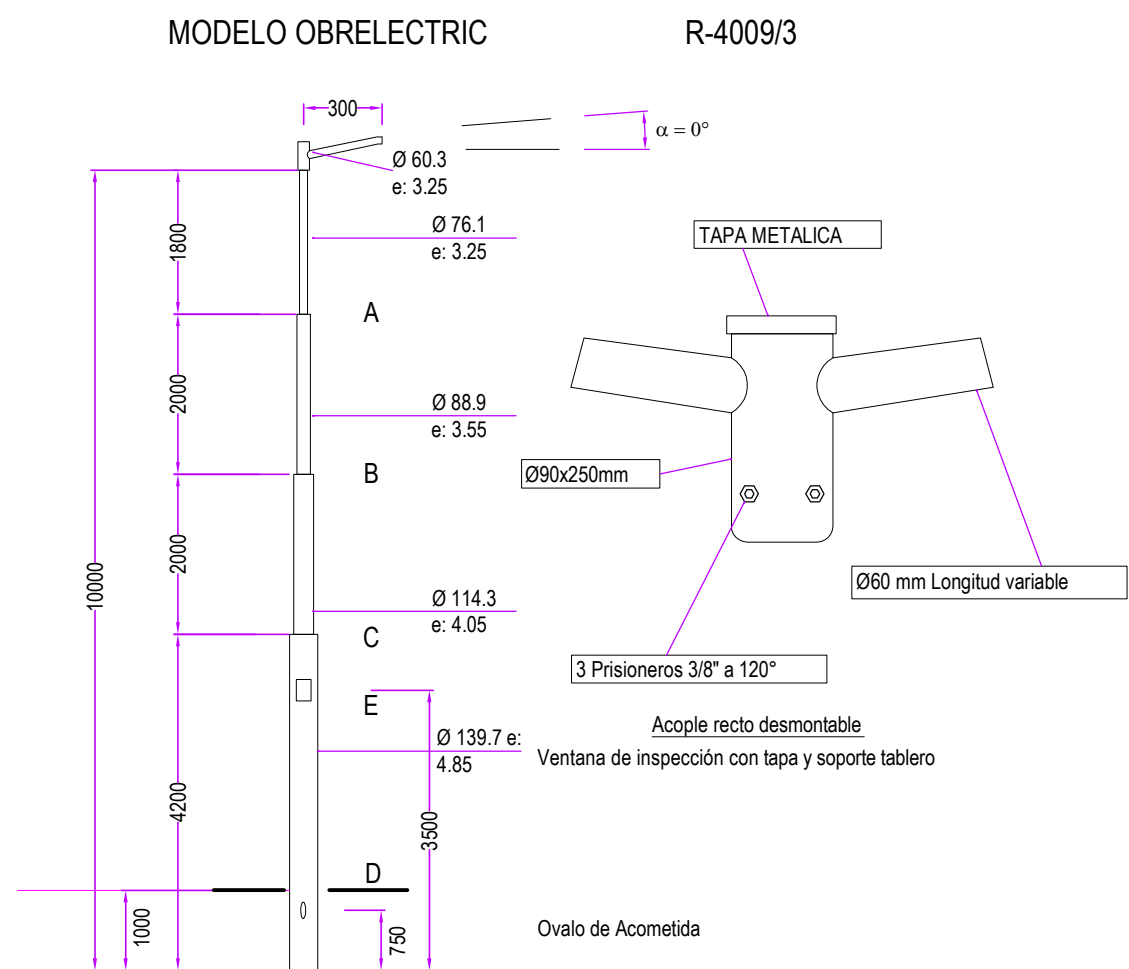 MODELO OBRELECTRIC R-4009/3
300
α = 0°
Ø 60.3
e: 3.25
1800
Ø 76.1
e: 3.25
TAPA METALICA
A
2000
Ø 88.9
e: 3.55
B
Ø90x250mm
10000
2000
Ø 114.3
e: 4.05
C
Ø60 mm Longitud variable
3 Prisioneros 3/8" a 120°
E
Acople recto desmontable
Ø 139.7 e:
4.85
Ventana de inspección con tapa y soporte tablero
4200
3500
D
1000
750
Ovalo de Acometida